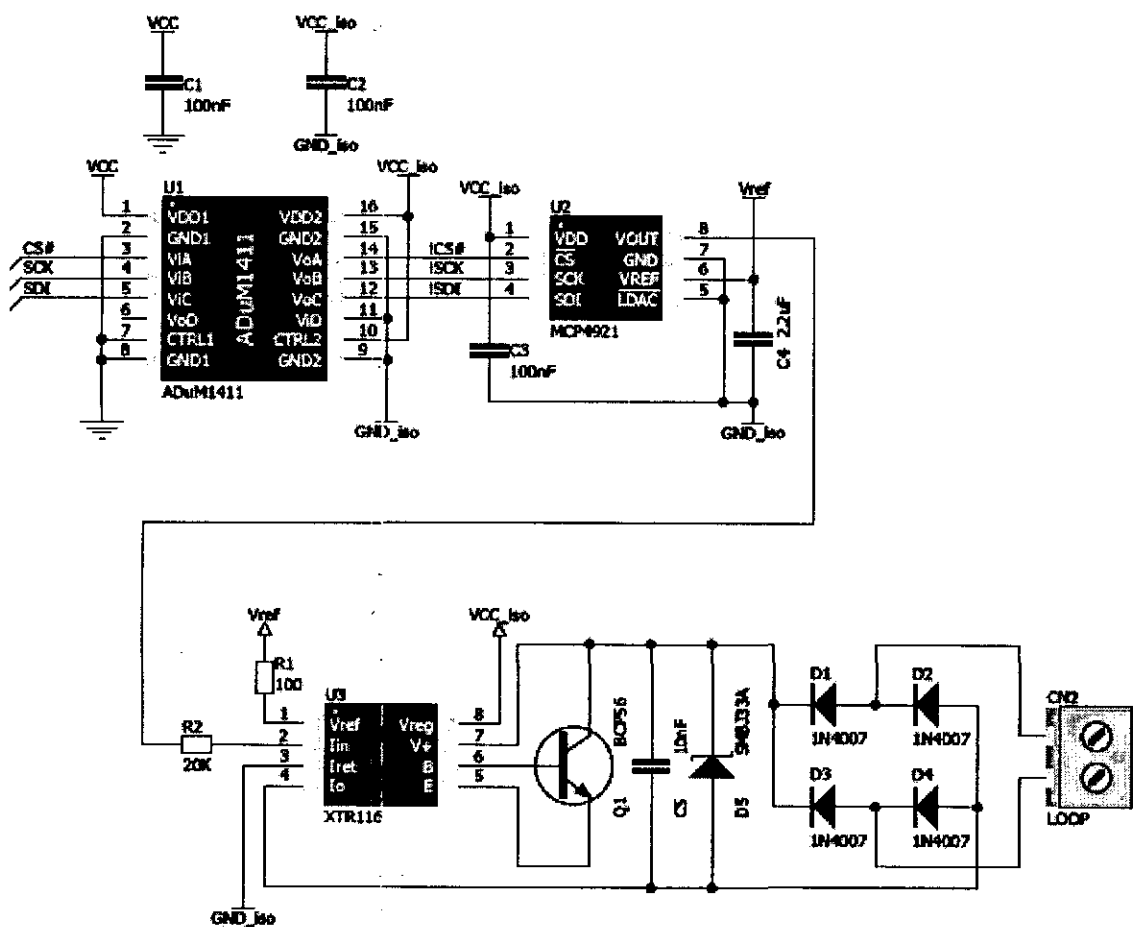 VCC
VCC_iso
C1
100nF
C2
100nF
GND_iso
VCC
VCC_iso
VCC_iso
Vref
U1
U2
1 VDD1 VDD2 16
2 GND1 GND2 15
CS# 3 ViA VoA 14 ICS#
SCK 4 ViB VoB 13 ISCK
SDI 5 ViC VoC 12 ISDI
6 VoD ViD 11
7 CTRL1 CTRL2 10
8 GND1 GND2 9
ADuM1411
ADuM1411
1 VDD VOUT 8
2 CS GND 7
3 SCK VREF 6
4 SDI LDAC 5
MCP4921
C3
100nF
C4 2.2uF
GND_iso
GND_iso
Vref
VCC_iso
R1
100
U3
R2
20K
1 Vref Vreg 8
2 Iin V+ 7
3 Iret B 6
4 Io E 5
XTR116
GND_iso
Q1 BCP56
C5 10nF
D5 SMBJ33A
D1
1N4007
D2
1N4007
D3
1N4007
D4
1N4007
CN2
LOOP